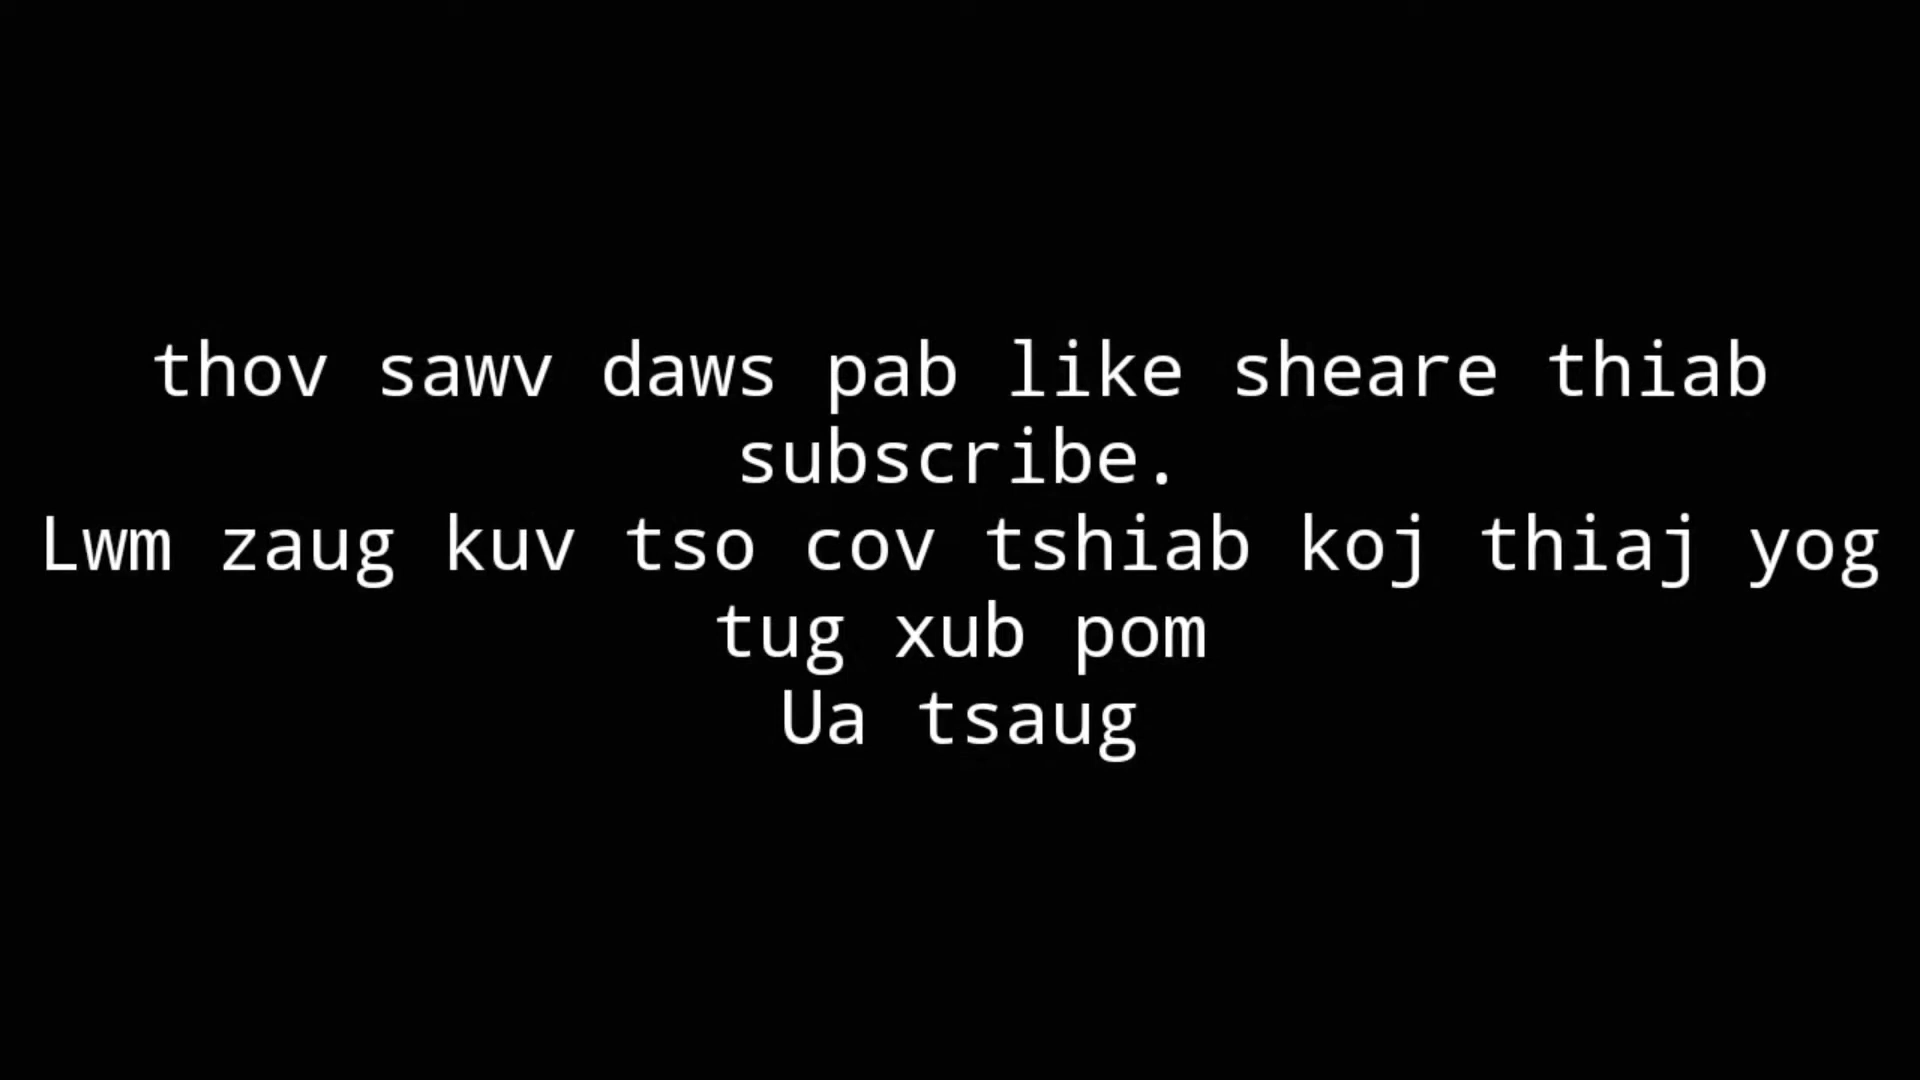 thov sawv daws pab like sheare thiab
subscribe.
Lwm zaug kuv tso cov tshiab koj thiaj yog
tug xub pom
Ua tsaug